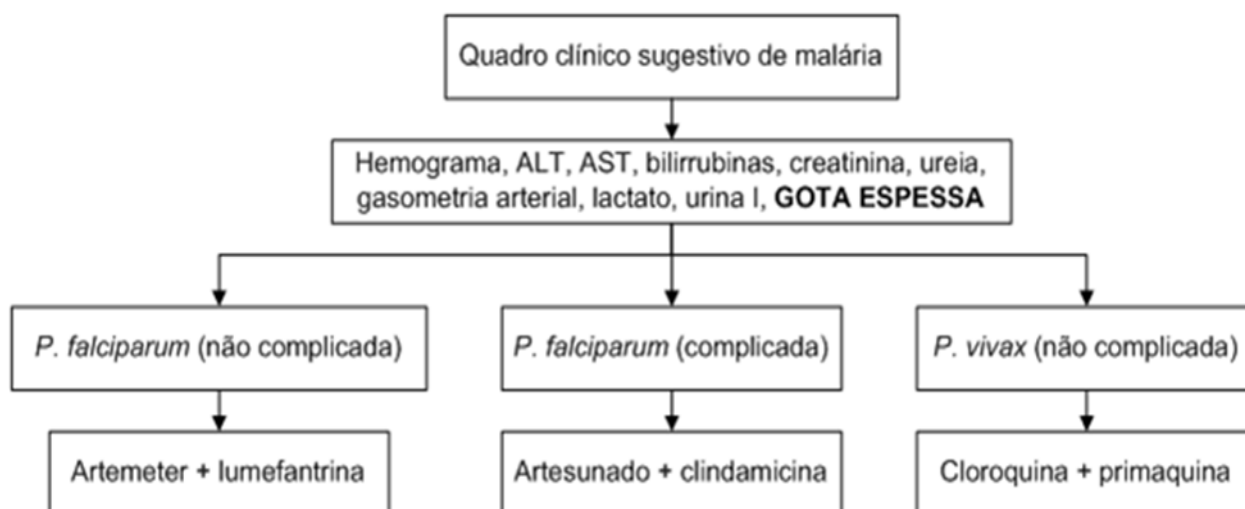 Quadro clínico sugestivo de malária
Hemograma, ALT, AST, bilirrubinas, creatinina, ureia,
gasometria arterial, lactato, urina I, GOTA ESPESSA
P. falciparum (não complicada)
P. falciparum (complicada)
P. vivax (não complicada)
Artemeter + lumefantrina
Artesunado + clindamicina
Cloroquina + primaquina